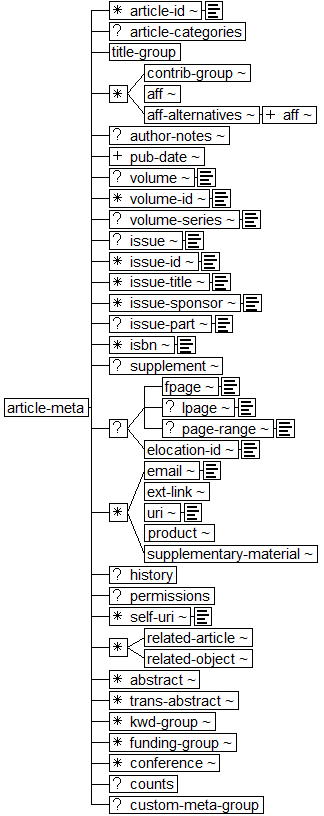 * article-id ~
? article-categories
title-group
*
contrib-group ~
aff ~
aff-alternatives ~ + aff ~
? author-notes ~
+ pub-date ~
? volume ~
* volume-id ~
? volume-series ~
? issue ~
* issue-id ~
* issue-title ~
* issue-sponsor ~
? issue-part ~
* isbn ~
? supplement ~
article-meta
?
fpage ~
? lpage ~
? page-range ~
elocation-id ~
*
email ~
ext-link ~
uri ~
product ~
supplementary-material ~
? history
? permissions
* self-uri ~
*
related-article ~
related-object ~
* abstract ~
* trans-abstract ~
* kwd-group ~
* funding-group ~
* conference ~
? counts
? custom-meta-group